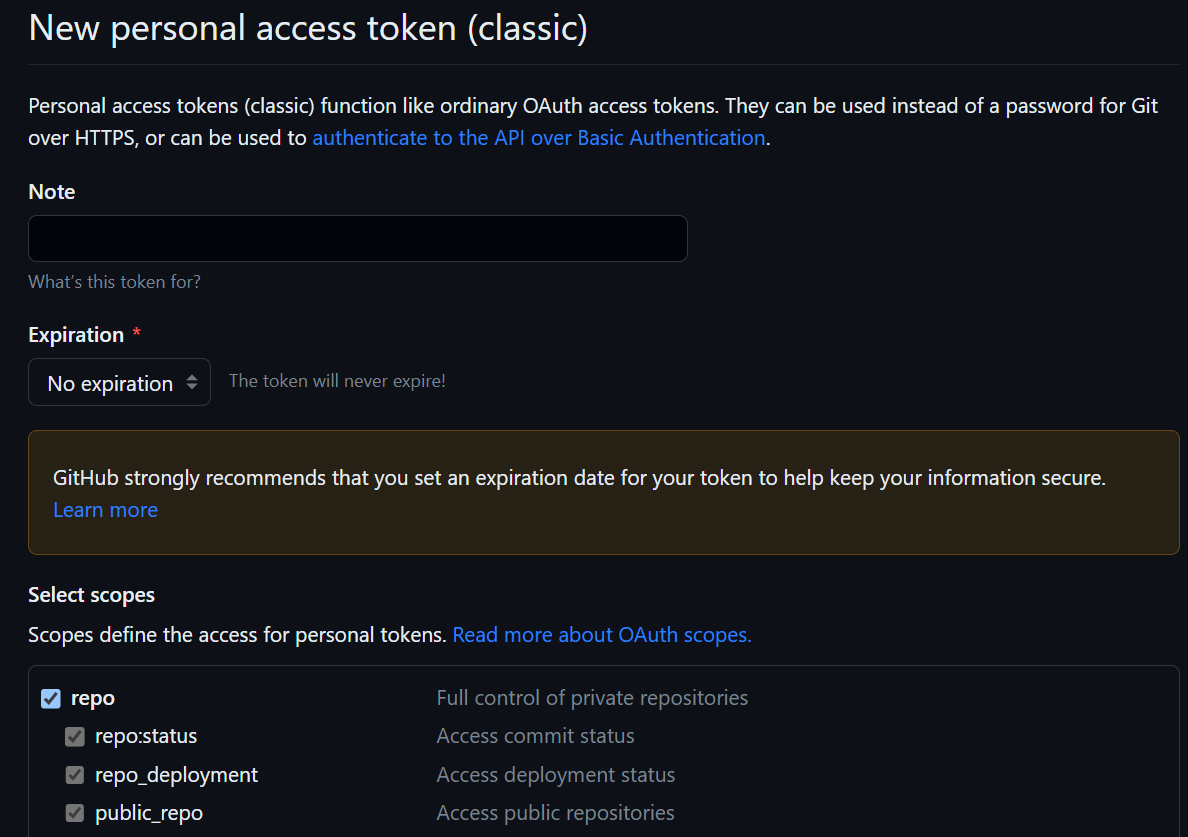 New personal access token (classic)
Personal access tokens (classic) function like ordinary OAuth access tokens. They can be used instead of a password for Git
over HTTPS, or can be used to authenticate to the API over Basic Authentication.
Note
What's this token for?
Expiration *
No expiration The token will never expire!
GitHub strongly recommends that you set an expiration date for your token to help keep your information secure.
Learn more
Select scopes
Scopes define the access for personal tokens. Read more about OAuth scopes.
repo Full control of private repositories
repo:status Access commit status
repo_deployment Access deployment status
public_repo Access public repositories